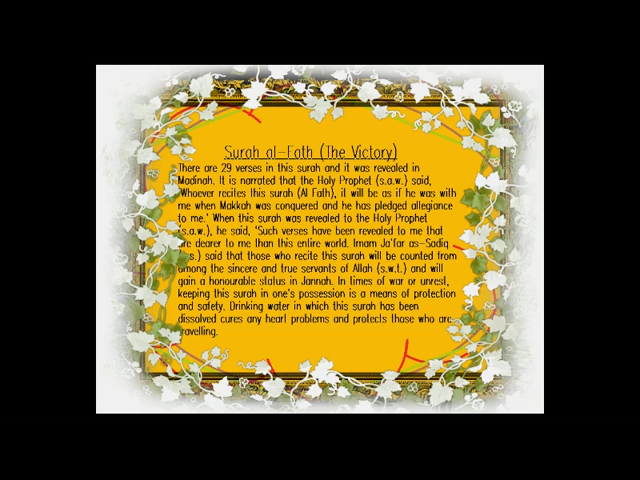 Surah al-Fath (The Victory)
There are 29 verses in this surah and it was revealed in
Madinah. It is narrated that the Holy Prophet (s.a.w.) said,
'Whoever recites this surah (Al Fath), it will be as if he was with
me when Makkah was conquered and he has pledged allegiance
to me.' When this surah was revealed to the Holy Prophet
(s.a.w.), he said, 'Such verses have been revealed to me that
are dearer to me than this entire world. Imam Ja'far as-Sadiq
s.) said that those who recite this surah will be counted from
among the sincere and true servants of Allah (s.w.t.) and will
gain a honourable status in Jannah. In times of war or unrest,
keeping this surah in one's possession is a means of protection
and safety. Drinking water in which this surah has been
dissolved cures any heart problems and protects those who are
travelling.